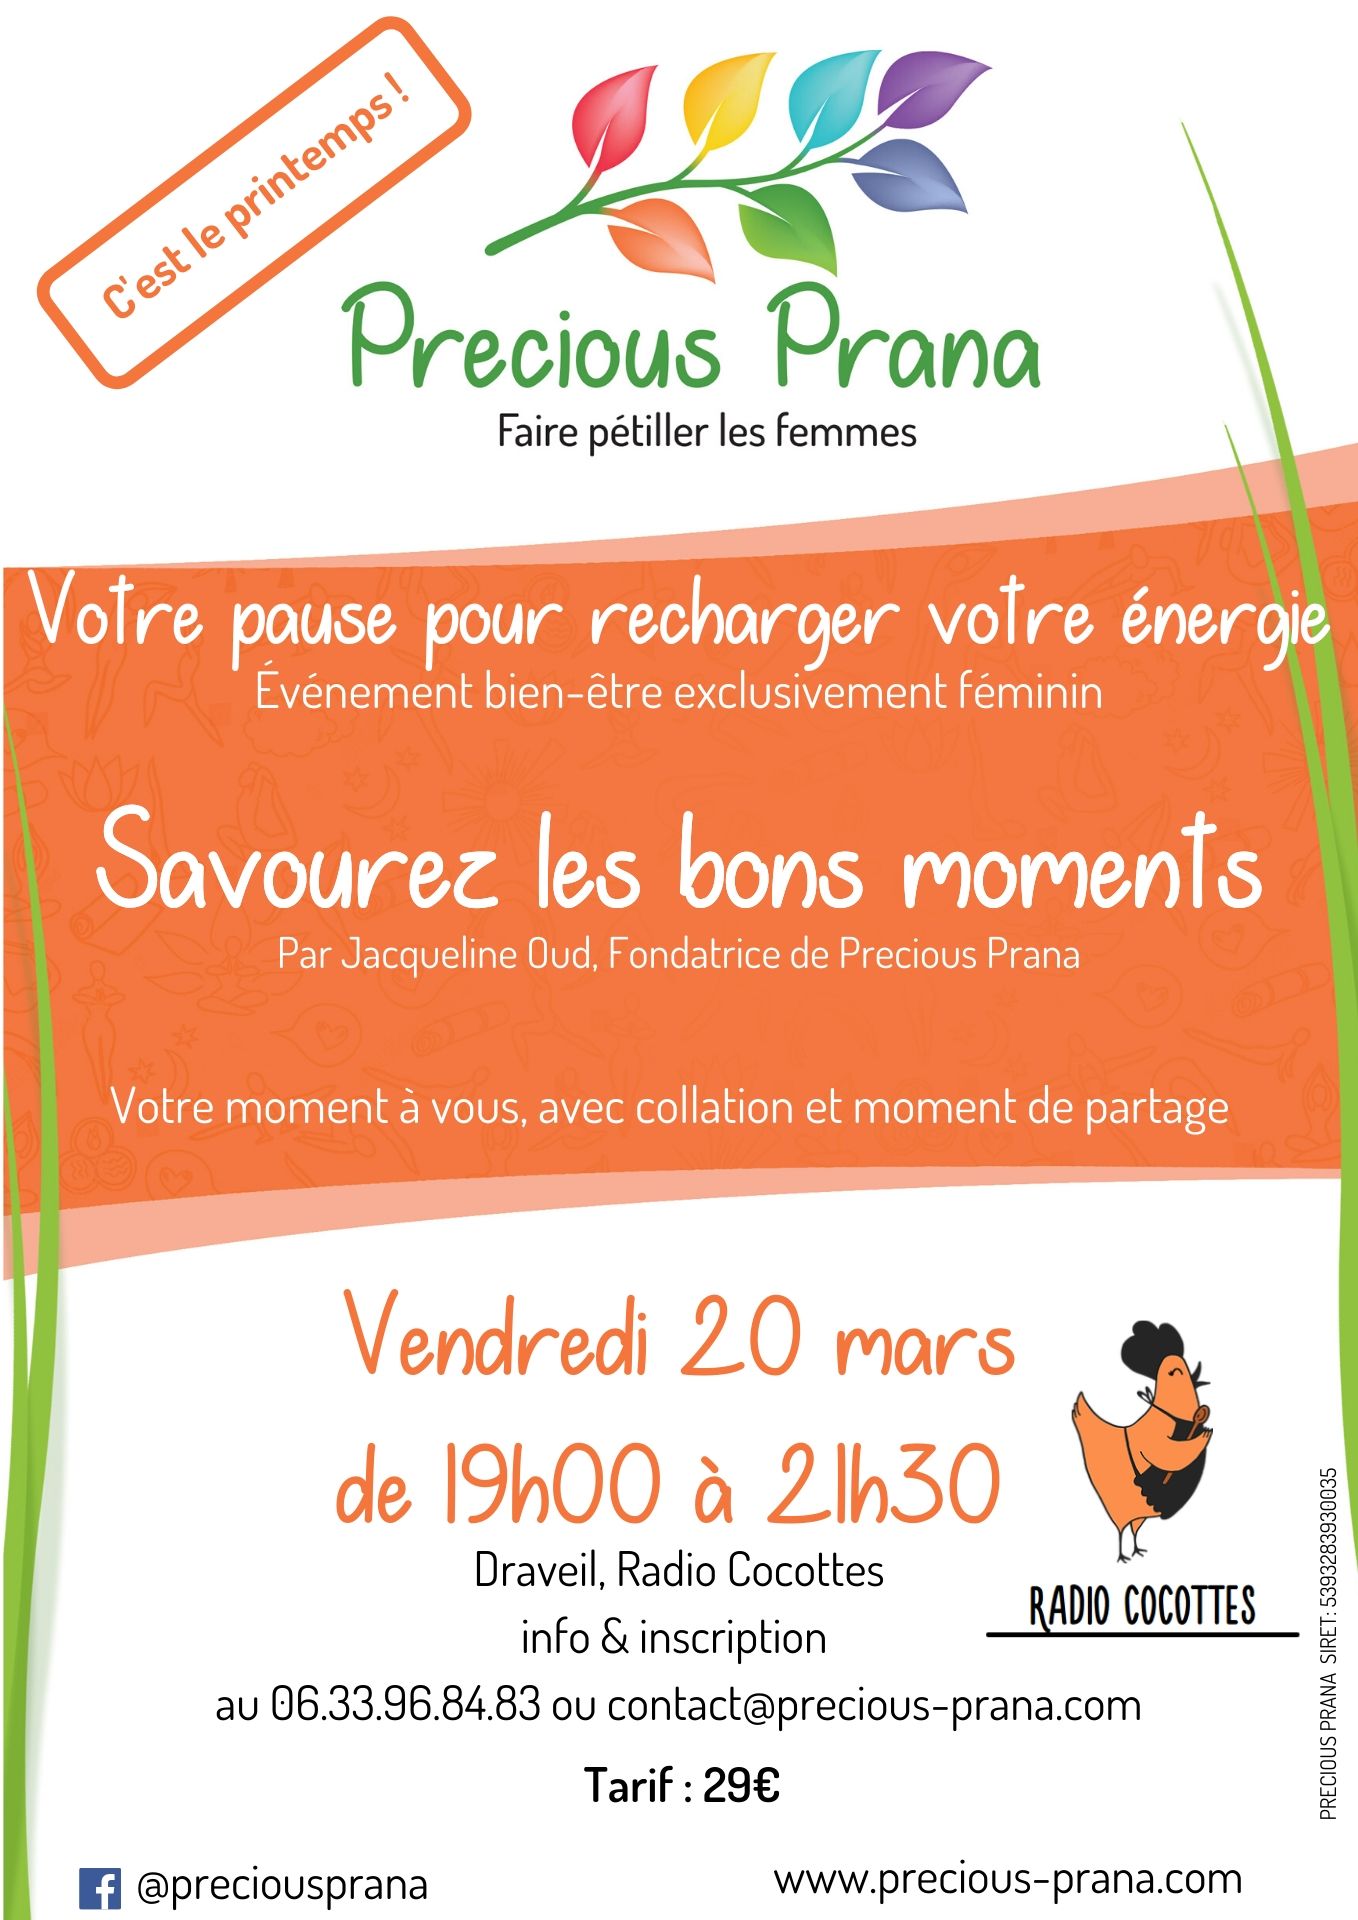 C'est le printemps !
Precious Prana
Faire pétiller les femmes
Votre pause pour recharger votre énergie
Événement bien-être exclusivement féminin
Savourez les bons moments
Par Jacqueline Oud, Fondatrice de Precious Prana
Votre moment à vous, avec collation et moment de partage
Vendredi 20 mars
de 19h00 à 21h30
Draveil, Radio Cocottes
info & inscription
au 06.33.96.84.83 ou contact@precious-prana.com
Tarif : 29€
RADIO COCOTTES
PRECIOUS PRANA SIRET: 53932839300035
f @preciousprana
www.precious-prana.com